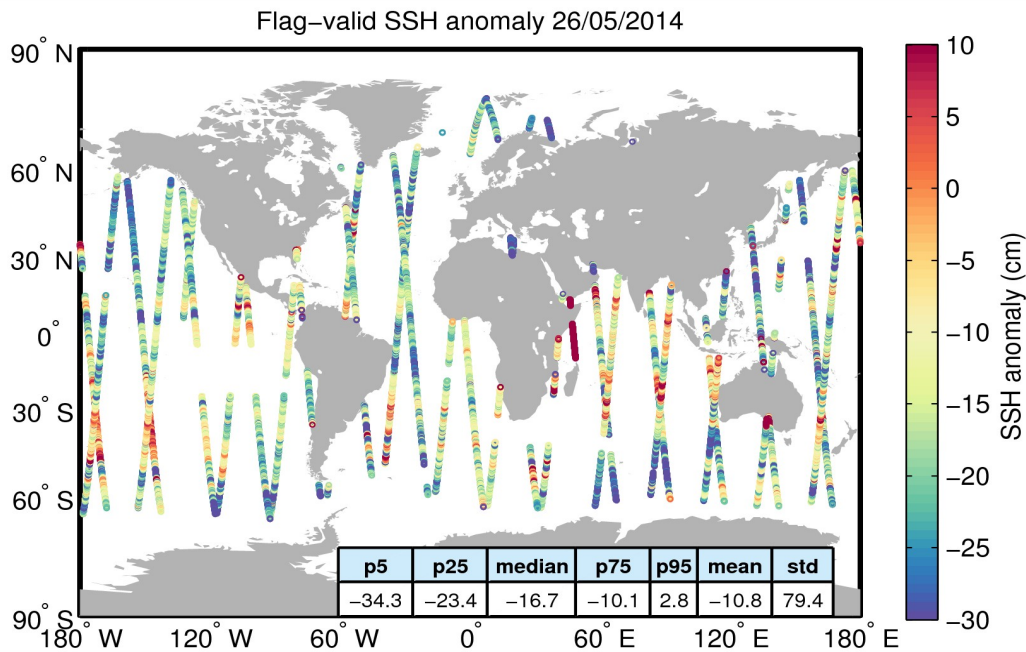 Flag−valid SSH anomaly 26/05/2014
90° N
60° N
30° N
0°
30° S
60° S
90° S
180° W
120° W
60° W
0°
60° E
120° E
180° E
p5 p25 median p75 p95 mean std
−34.3 −23.4 −16.7 −10.1 2.8 −10.8 79.4
10
5
0
−5
−10
−15
−20
−25
−30
SSH anomaly (cm)